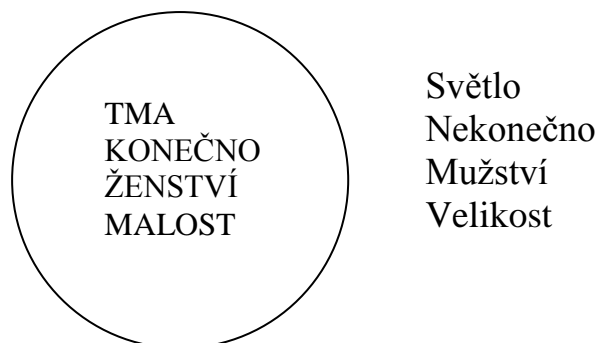 TMA
KONEČNO
ŽENSTVÍ
MALOST
Světlo
Nekonečno
Mužství
Velikost